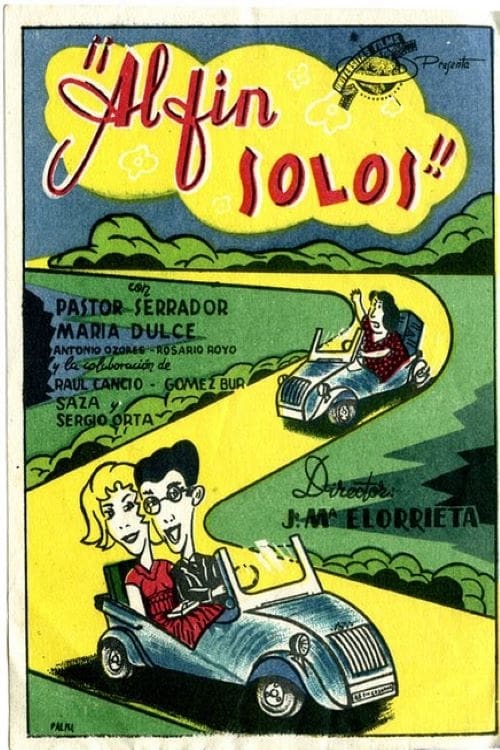 "Al fin
SOLOS"
Presenta
con
PASTOR SERRADOR
MARIA DULCE
ANTONIO OZORES - ROSARIO ROYO
y la colaboración de
RAUL CANCIO - GOMEZ BUR
SAZA y
SERGIO ORTA
Director:
J. Mª ELORRIETA
PALMI